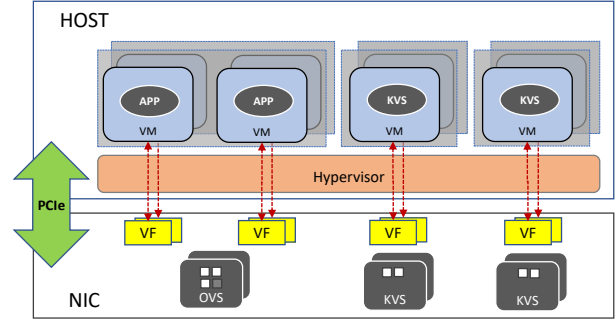 HOST
APP
APP
KVS
KVS
VM
VM
VM
VM
Hypervisor
PCIe
VF
VF
VF
VF
OVS
KVS
KVS
NIC